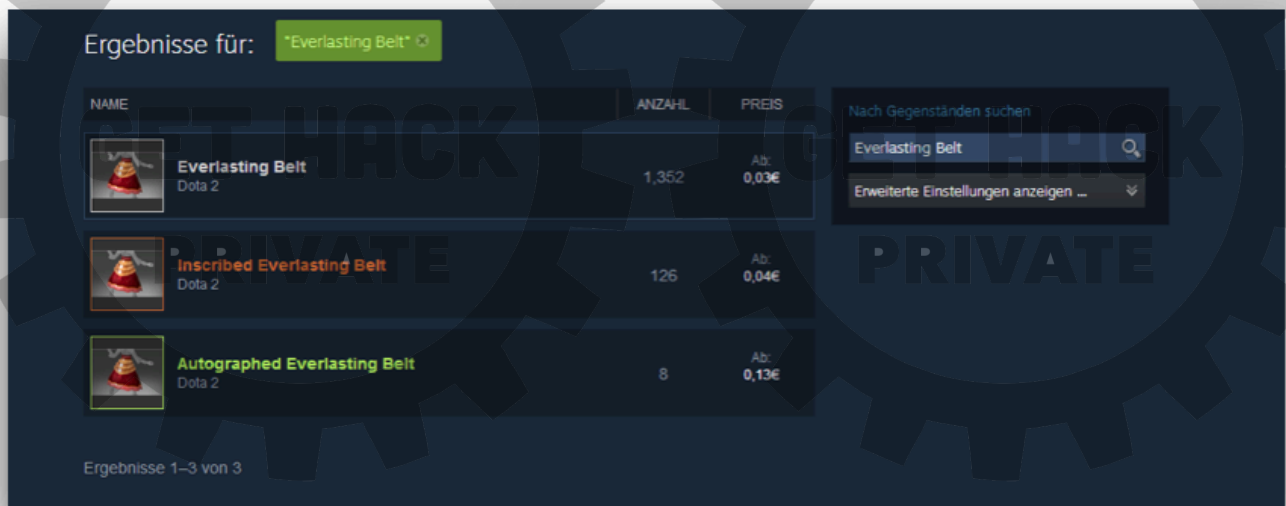 Ergebnisse für: "Everlasting Belt"
NAME ANZAHL PREIS
Everlasting Belt
Dota 2
1,352
Ab:
0,03€
Inscribed Everlasting Belt
Dota 2
126
Ab:
0,04€
Autographed Everlasting Belt
Dota 2
8
Ab:
0,13€
Ergebnisse 1–3 von 3
Nach Gegenständen suchen
Everlasting Belt
Erweiterte Einstellungen anzeigen ...
GET HACK
PRIVATE
GET HACK
PRIVATE